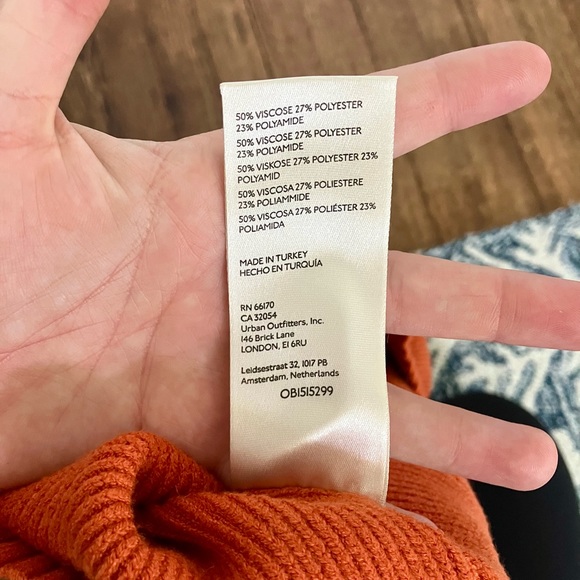 50% VISCOSE 27% POLYESTER
23% POLYAMIDE
50% VISCOSE 27% POLYESTER
23% POLYAMIDE
50% VISKOSE 27% POLYESTER 23%
POLYAMID
50% VISCOSA 27% POLIESTERE
23% POLIAMMIDE
50% VISCOSA 27% POLIÉSTER 23%
POLIAMIDA
MADE IN TURKEY
HECHO EN TURQUÍA
RN 66170
CA 32054
Urban Outfitters, Inc.
146 Brick Lane
LONDON, E1 6RU
Leidsestraat 32, 1017 PB
Amsterdam, Netherlands
OB1515299